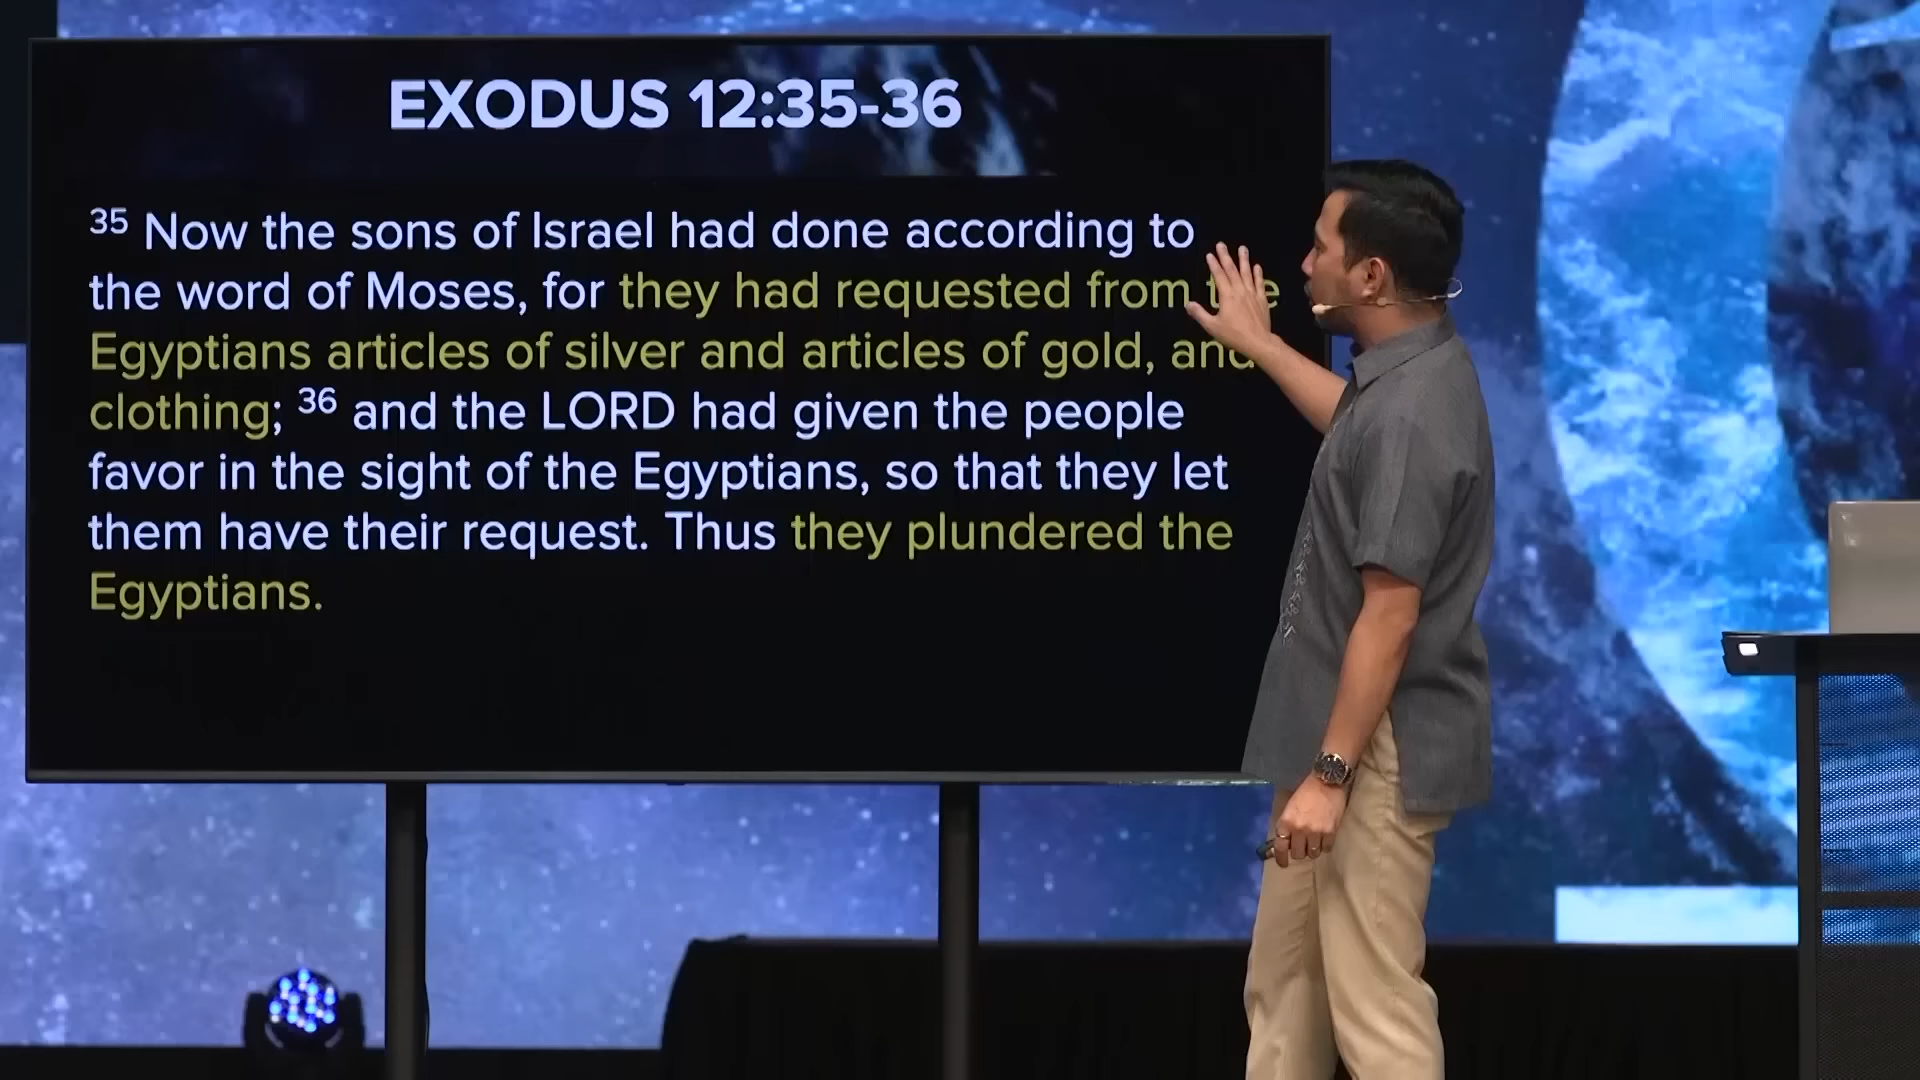 EXODUS 12:35-36
35 Now the sons of Israel had done according to
the word of Moses, for they had requested from the
Egyptians articles of silver and articles of gold, and
clothing; 36 and the LORD had given the people
favor in the sight of the Egyptians, so that they let
them have their request. Thus they plundered the
Egyptians.